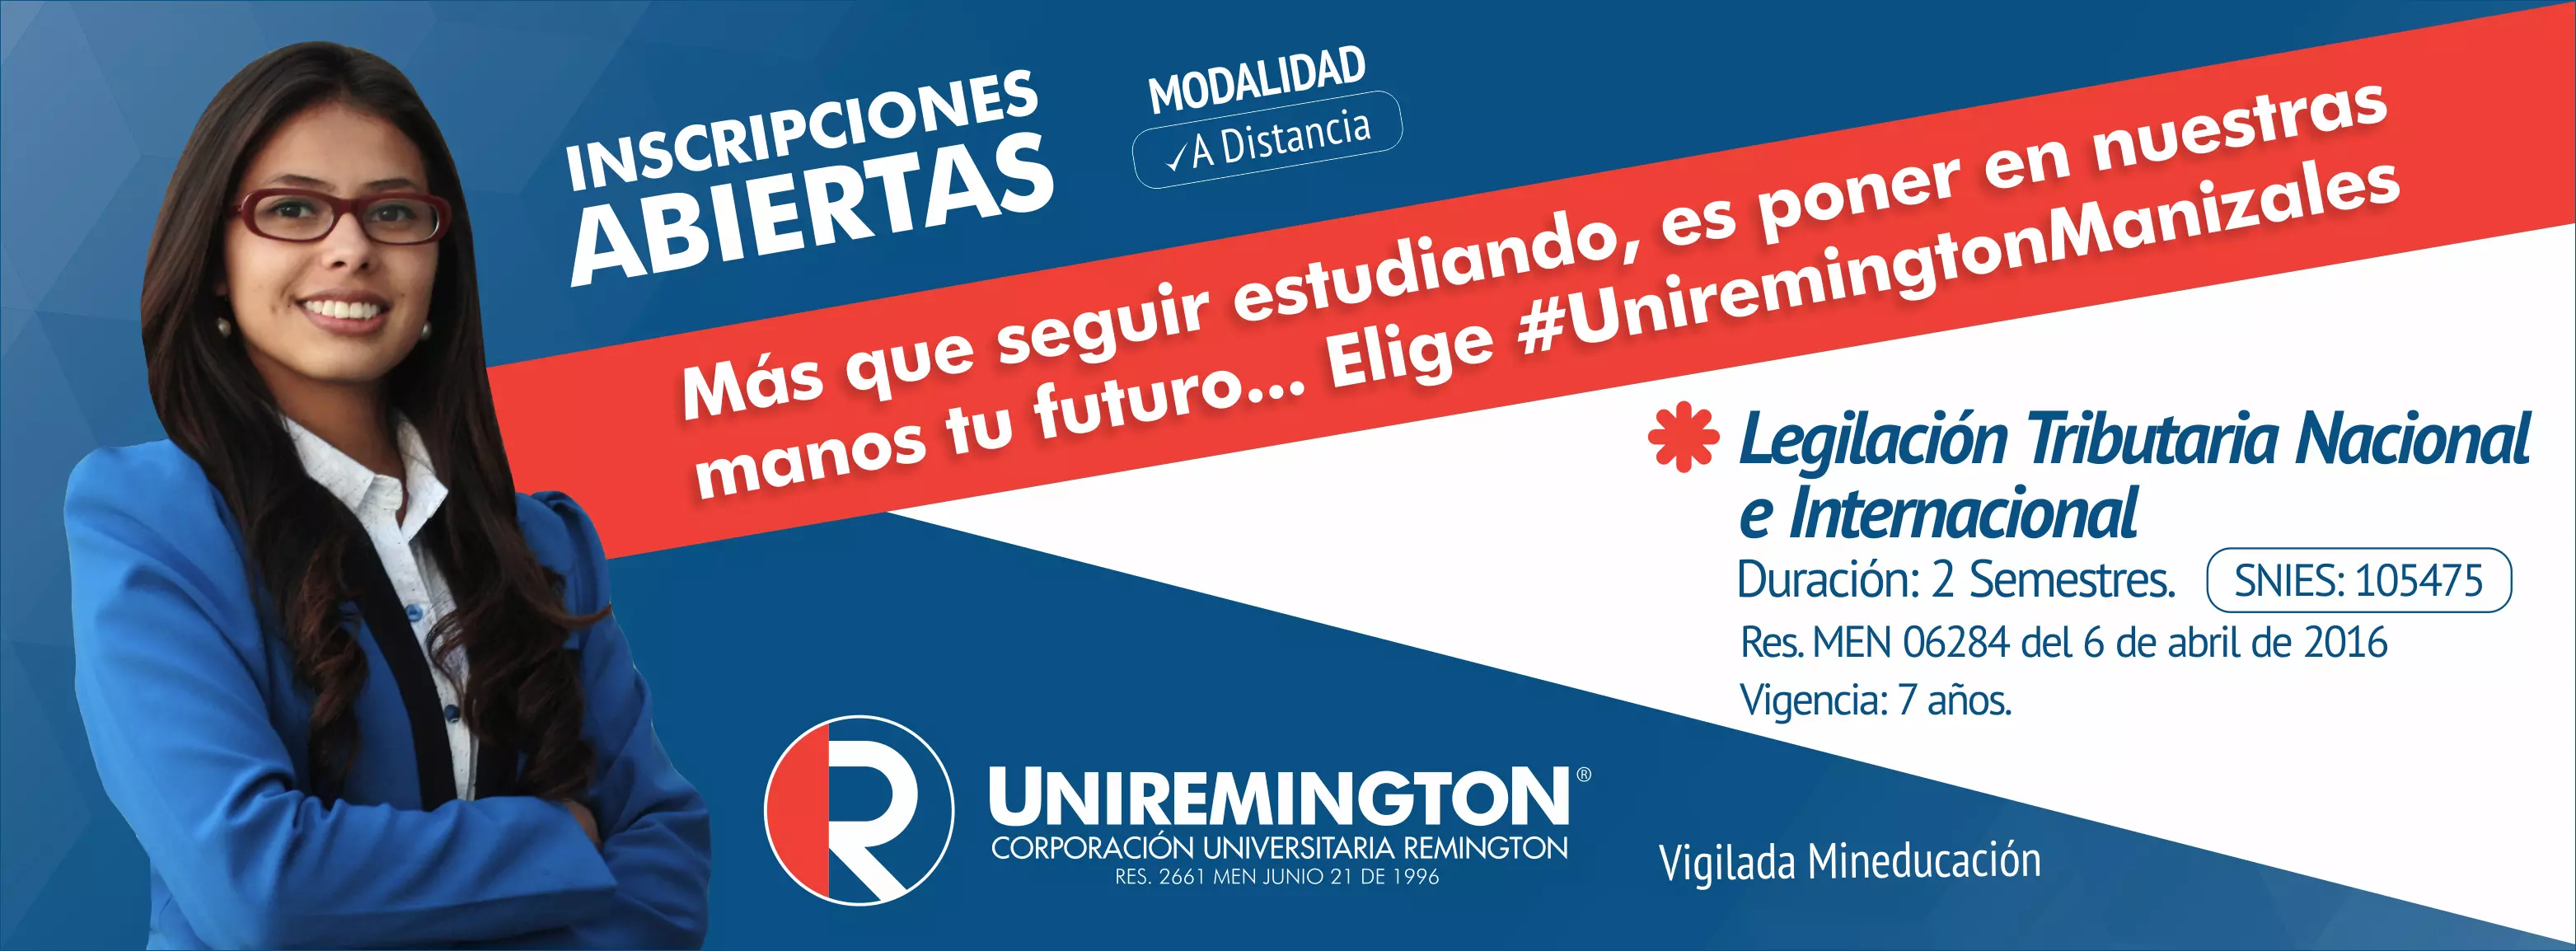 INSCRIPCIONES
ABIERTAS
MODALIDAD
✓A Distancia
Más que seguir estudiando, es poner en nuestras
manos tu futuro... Elige #UniremingtonManizales
Legilación Tributaria Nacional
e Internacional
Duración: 2 Semestres. SNIES: 105475
Res. MEN 06284 del 6 de abril de 2016
Vigencia: 7 años.
R
UNIREMINGTON®
CORPORACIÓN UNIVERSITARIA REMINGTON
RES. 2661 MEN JUNIO 21 DE 1996
Vigilada Mineducación